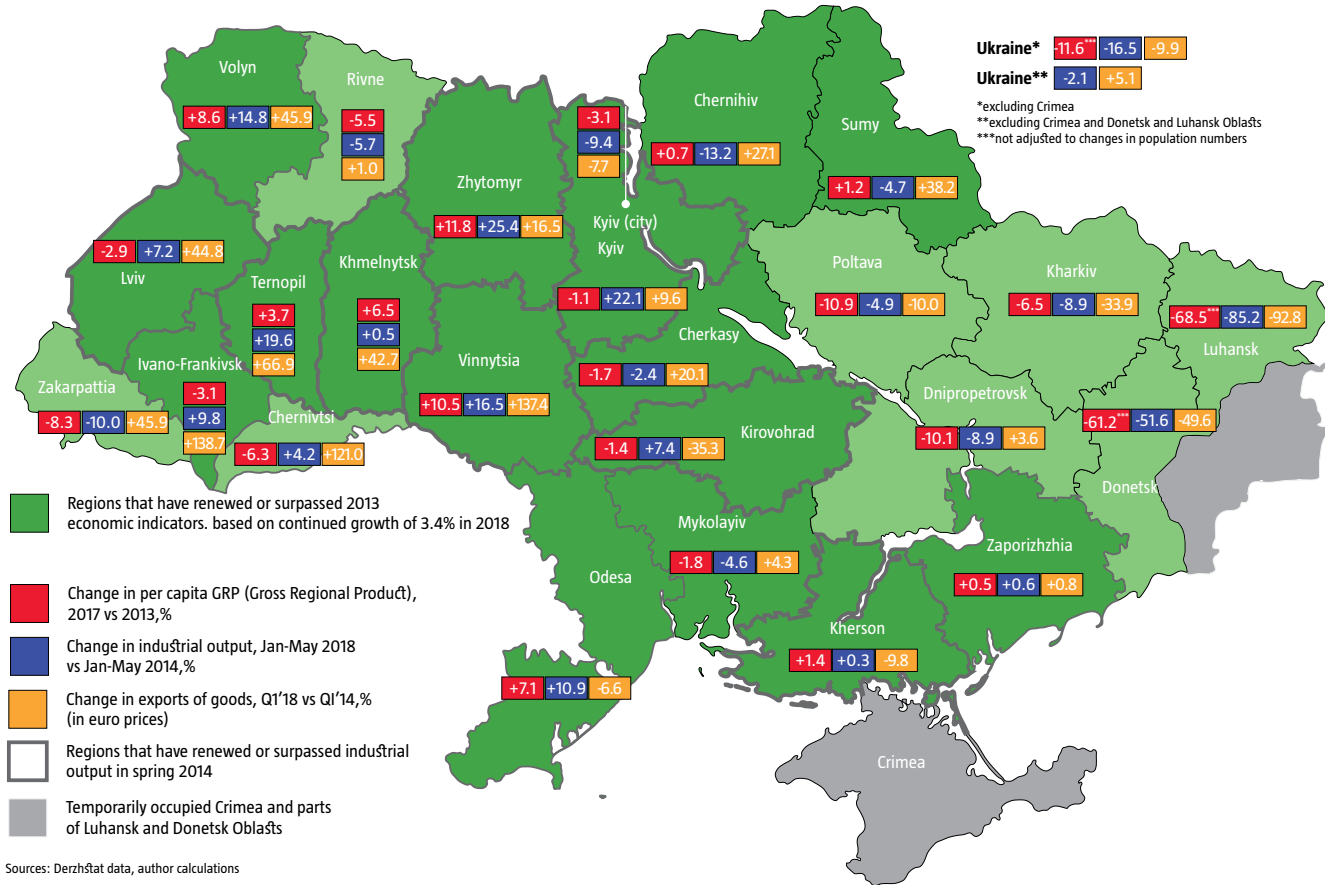 Ukraine* -11.6*** -16.5 -9.9
Ukraine** -2.1 +5.1
*excluding Crimea
**excluding Crimea and Donetsk and Luhansk Oblasts
***not adjusted to changes in population numbers
Volyn
+8.6 +14.8 +45.9
Rivne
-5.5
-5.7
+1.0
Zhytomyr
+11.8 +25.4 +16.5
-3.1
-9.4
-7.7
Kyiv (city)
Kyiv
-1.1 +22.1 +9.6
Chernihiv
+0.7 -13.2 +27.1
Sumy
+1.2 -4.7 +38.2
-2.9 +7.2 +44.8
Lviv
Ternopil
+3.7
+19.6
+66.9
Khmelnytsk
+6.5
+0.5
+42.7
Vinnytsia
+10.5 +16.5 +137.4
Cherkasy
-1.7 -2.4 +20.1
Poltava
-10.9 -4.9 -10.0
Kharkiv
-6.5 -8.9 -33.9
-68.5*** -85.2 -92.8
Luhansk
Zakarpattia
-8.3 -10.0 +45.9
Ivano-Frankivsk
-3.1
+9.8
+138.7
Chernivtsi
-6.3 +4.2 +121.0
Kirovohrad
-1.4 +7.4 -35.3
Dnipropetrovsk
-10.1 -8.9 +3.6
-61.2*** -51.6 -49.6
Donetsk
Mykolayiv
-1.8 -4.6 +4.3
Odesa
+7.1 +10.9 -6.6
Zaporizhzhia
+0.5 +0.6 +0.8
Kherson
+1.4 +0.3 -9.8
Crimea
Regions that have renewed or surpassed 2013
economic indicators. based on continued growth of 3.4% in 2018
Change in per capita GRP (Gross Regional Product),
2017 vs 2013,%
Change in industrial output, Jan-May 2018
vs Jan-May 2014,%
Change in exports of goods, Q1’18 vs QI’14,%
(in euro prices)
Regions that have renewed or surpassed industrial
output in spring 2014
Temporarily occupied Crimea and parts
of Luhansk and Donetsk Oblasts
Sources: Derzhstat data, author calculations